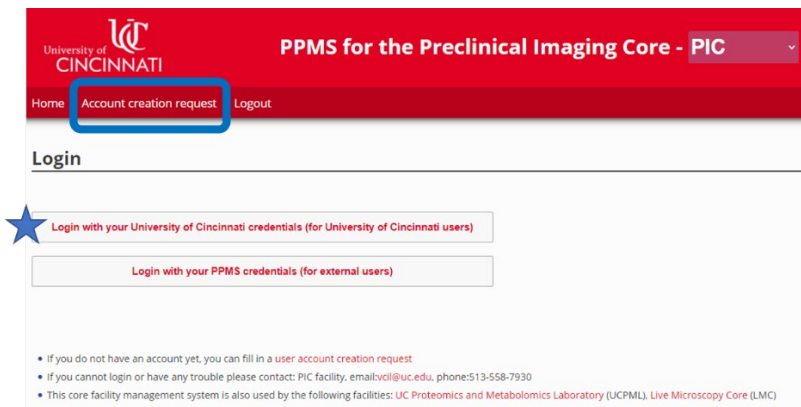 University of
CINCINNATI
PPMS for the Preclinical Imaging Core - PIC
Home Account creation request Logout
Login
Login with your University of Cincinnati credentials (for University of Cincinnati users)
Login with your PPMS credentials (for external users)
• If you do not have an account yet, you can fill in a user account creation request
• If you cannot login or have any trouble please contact: PIC facility, email:vcil@uc.edu, phone:513-558-7930
• This core facility management system is also used by the following facilities: UC Proteomics and Metabolomics Laboratory (UCPML), Live Microscopy Core (LMC)